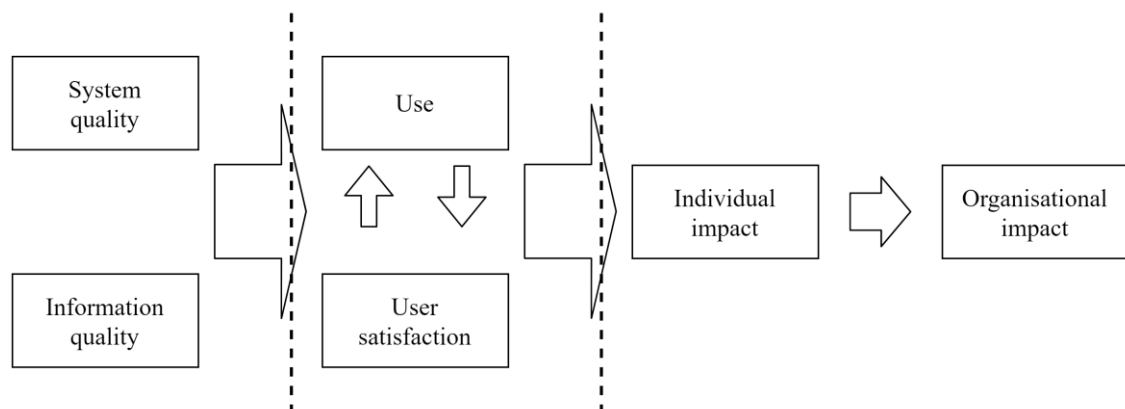 System
quality
Use
Individual
impact
Organisational
impact
Information
quality
User
satisfaction